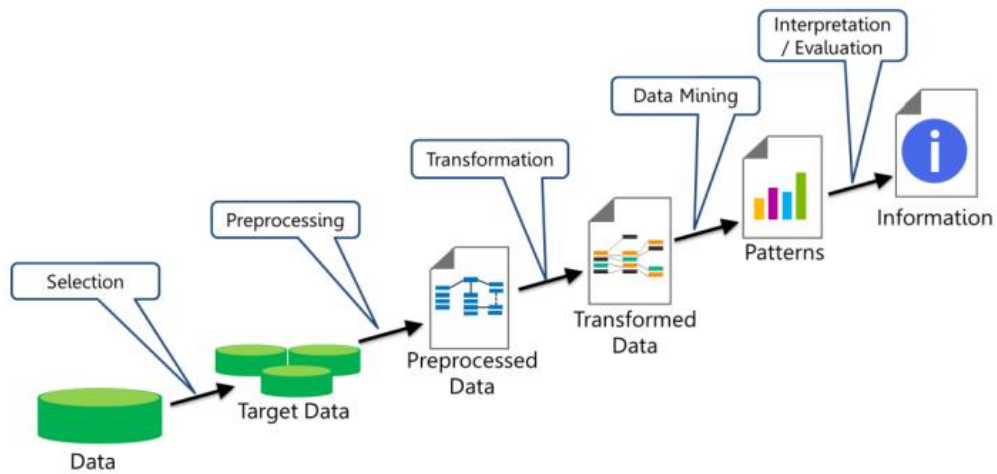 Interpretation
/ Evaluation
Data Mining
Transformation
Preprocessing
Selection
Data
Target Data
Preprocessed
Data
Transformed
Data
Patterns
i
Information